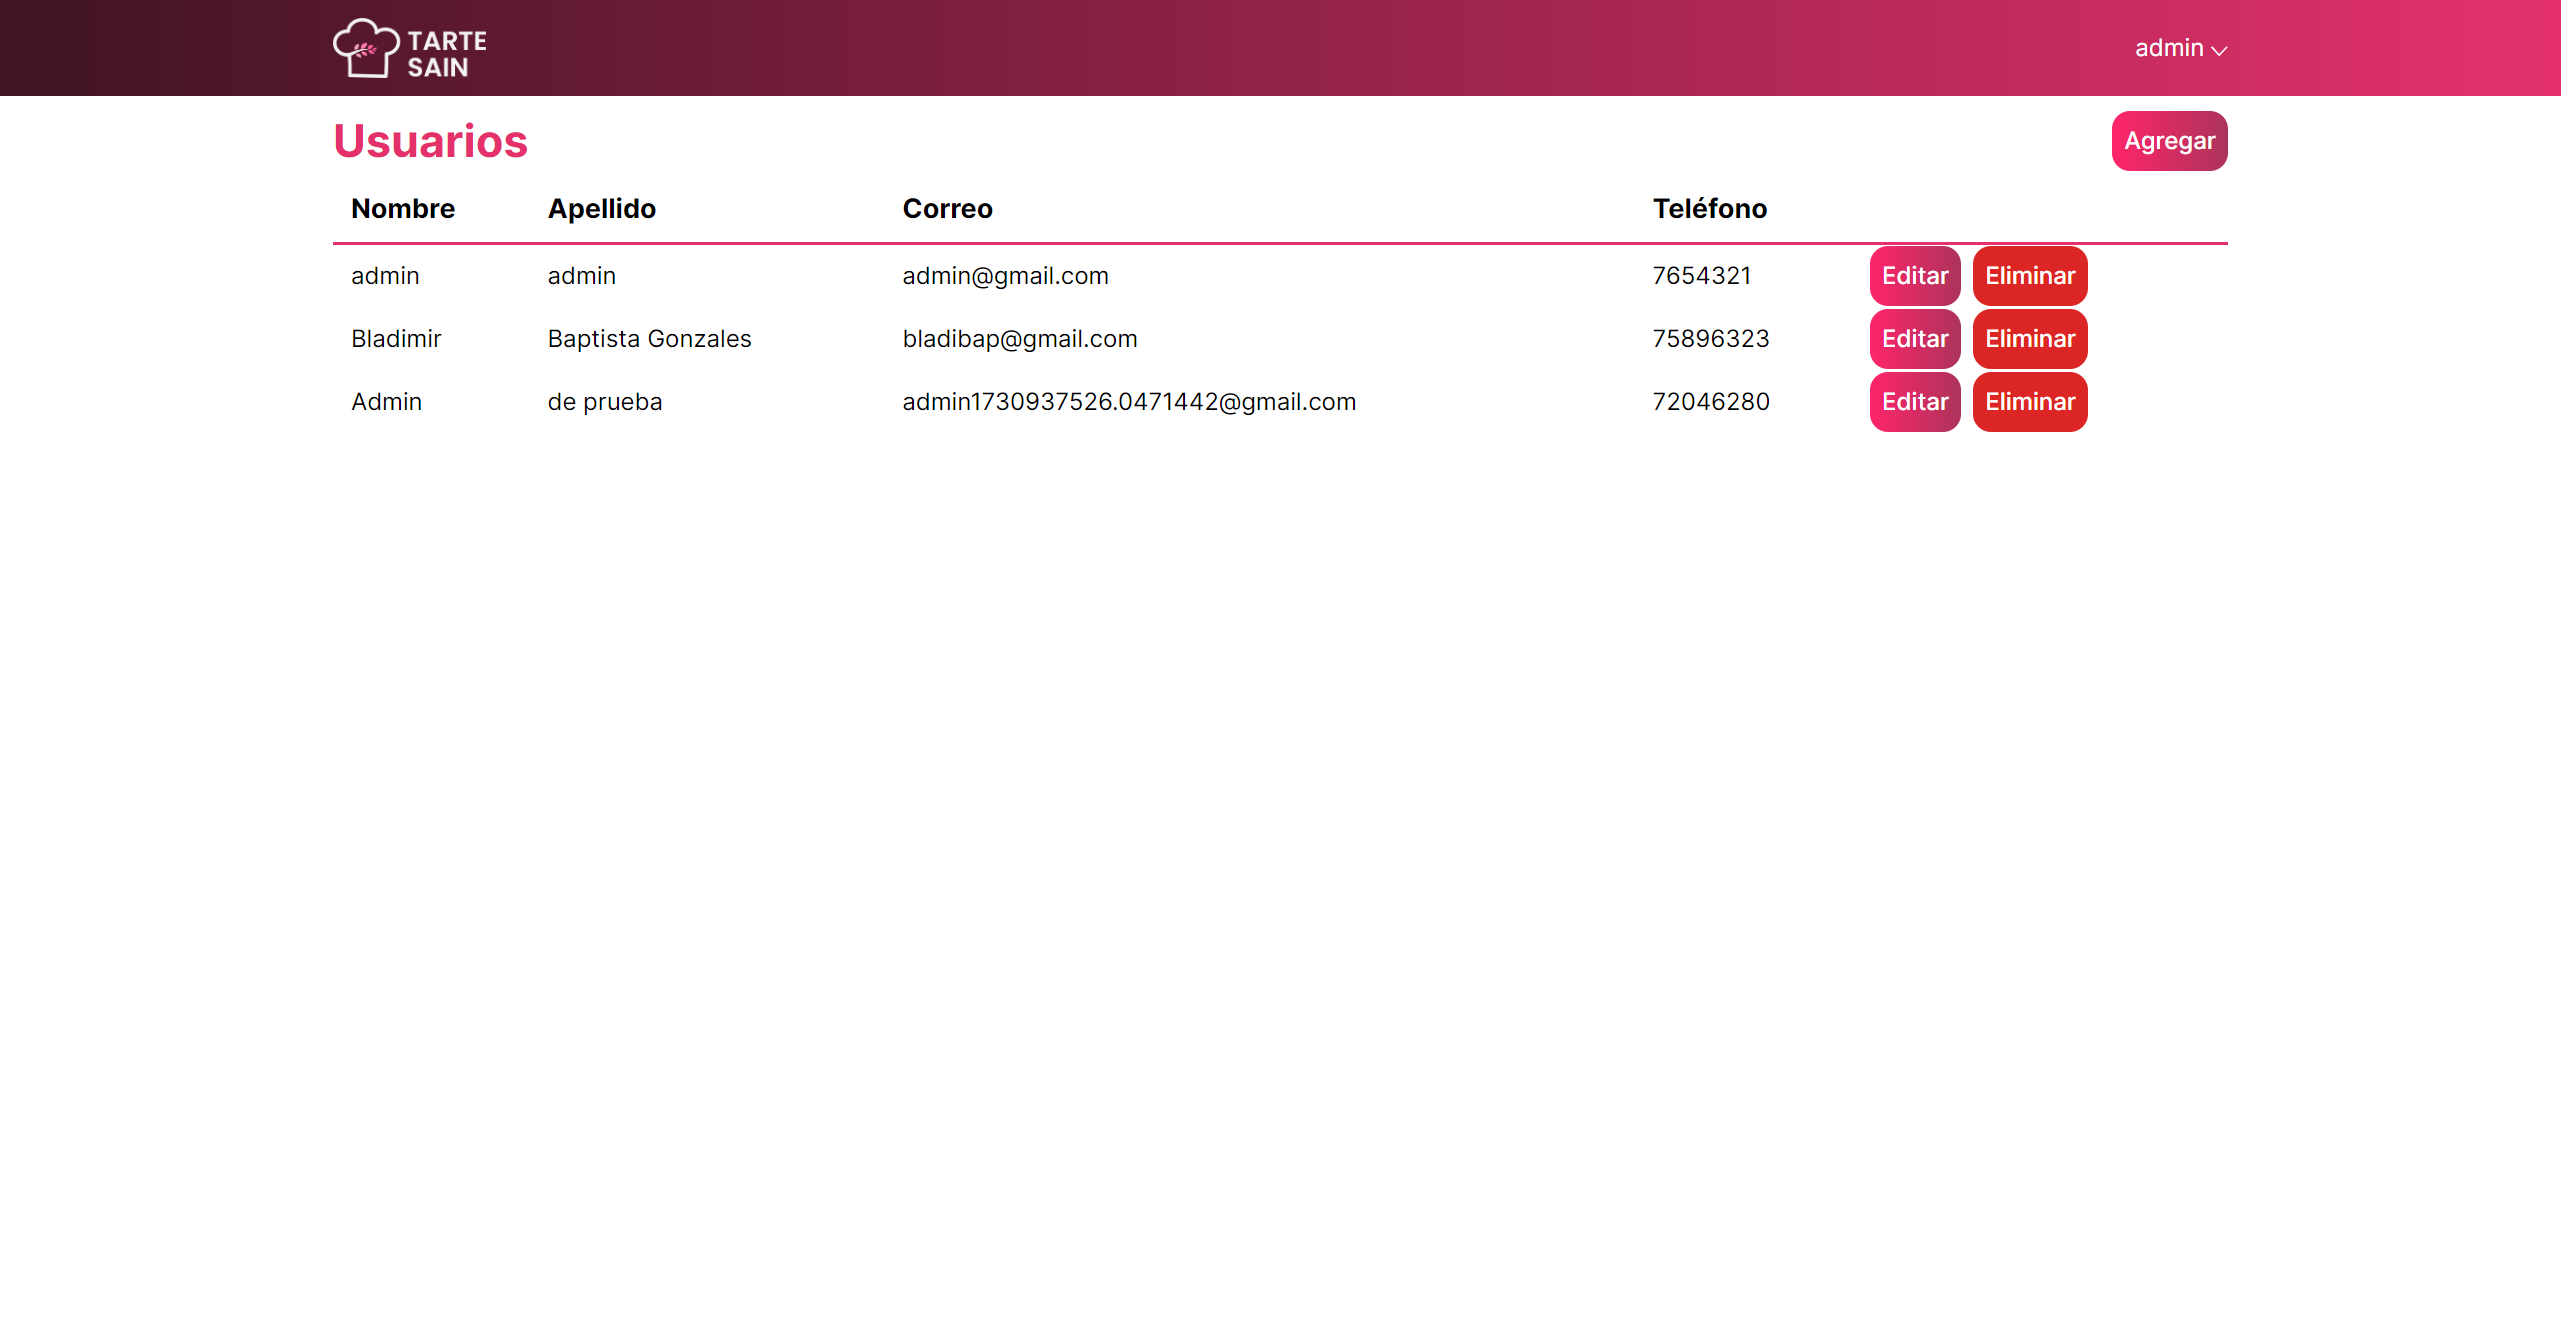 TARTE
SAIN
admin
Usuarios
Agregar
Nombre Apellido Correo Teléfono
admin admin admin@gmail.com 7654321 Editar Eliminar
Bladimir Baptista Gonzales bladibap@gmail.com 75896323 Editar Eliminar
Admin de prueba admin1730937526.0471442@gmail.com 72046280 Editar Eliminar